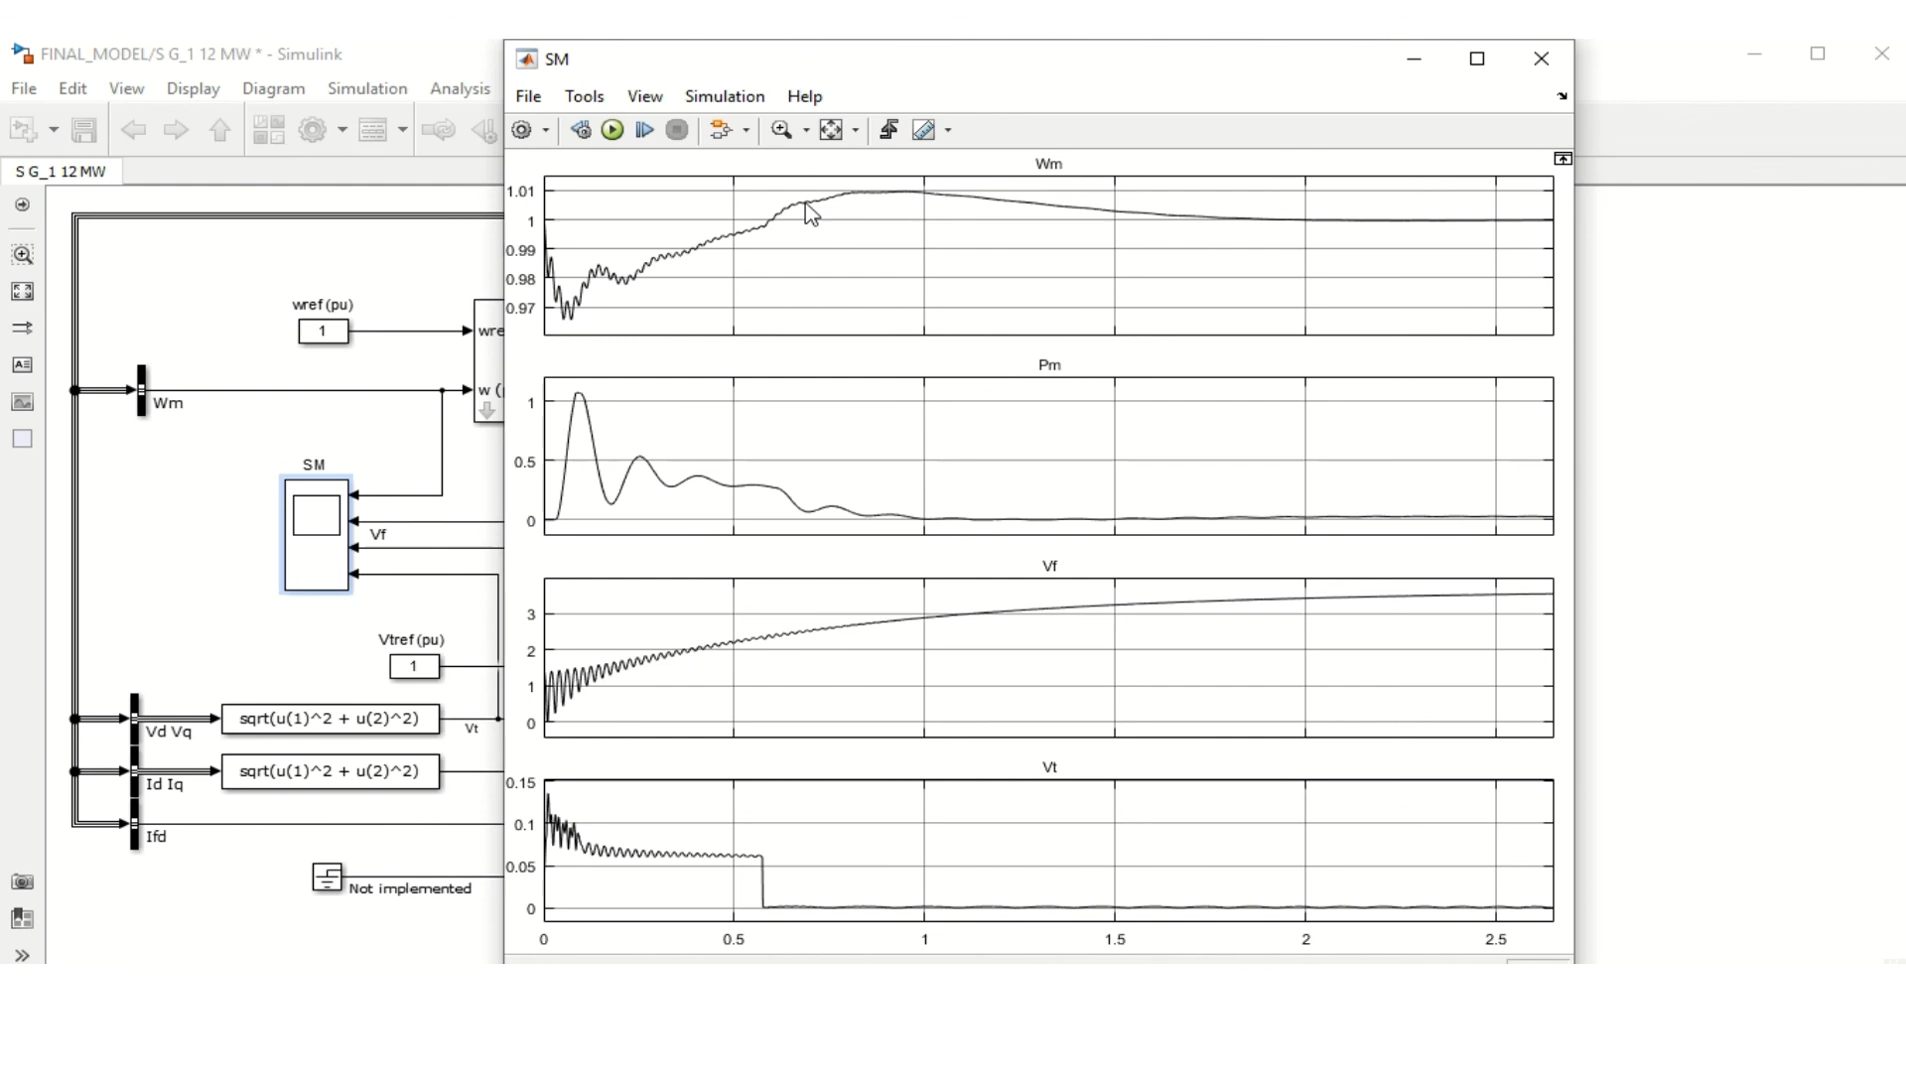 FINAL_MODEL/S G_1 12 MW * - Simulink
File Edit View Display Diagram Simulation Analysis
S G_1 12 MW
wref (pu)
1
wre
w (
Wm
SM
Vf
Vtref (pu)
1
sqrt(u(1)^2 + u(2)^2)
Vt
Vd Vq
sqrt(u(1)^2 + u(2)^2)
Id Iq
Ifd
Not implemented
SM
File Tools View Simulation Help
Wm
1.01
1
0.99
0.98
0.97
Pm
1
0.5
0
Vf
3
2
1
0
Vt
0.15
0.1
0.05
0
0 0.5 1 1.5 2 2.5